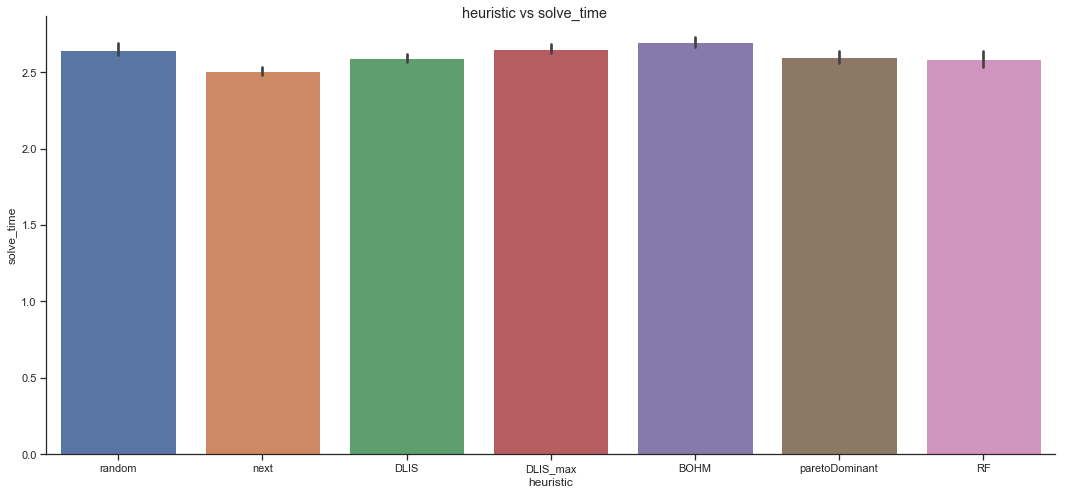 heuristic vs solve_time
solve_time
2.5
2.0
1.5
1.0
0.5
0.0
random next DLIS DLIS_max BOHM paretoDominant RF
heuristic